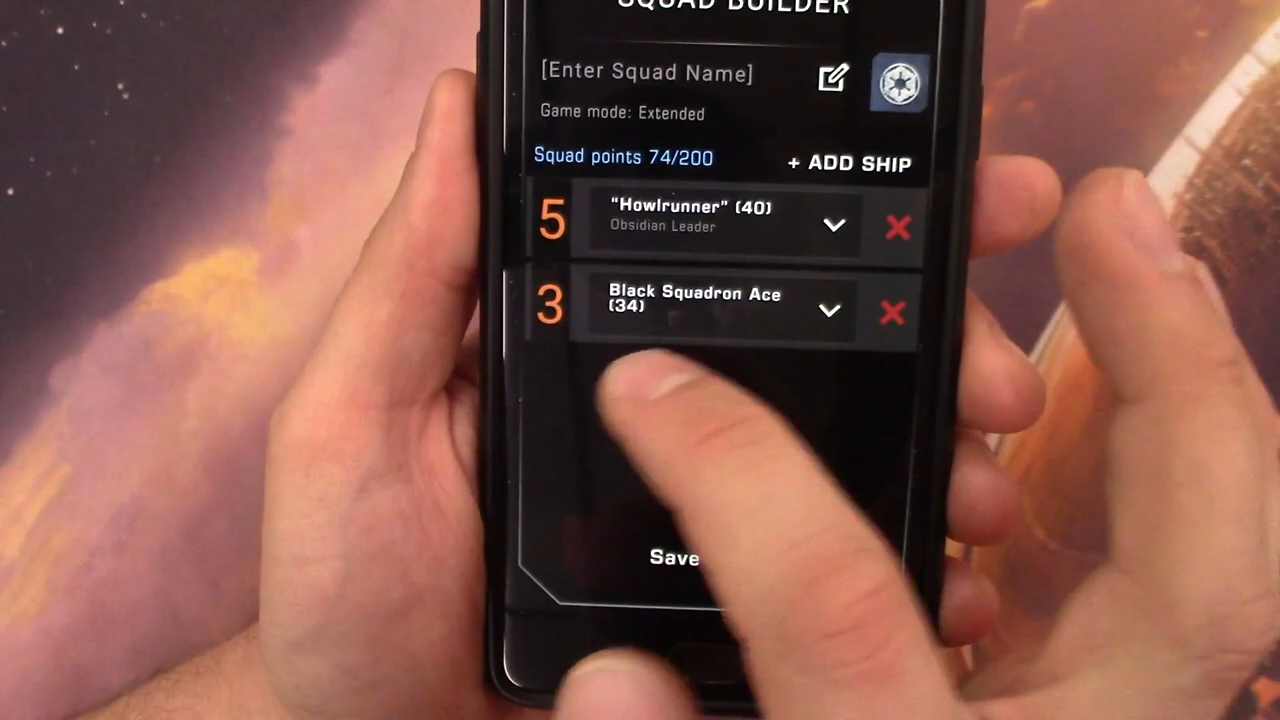 SQUAD BUILDER
[Enter Squad Name]
Game mode: Extended
Squad points 74/200
+ ADD SHIP
5
"Howlrunner" (40)
Obsidian Leader
3
Black Squadron Ace
(34)
Save